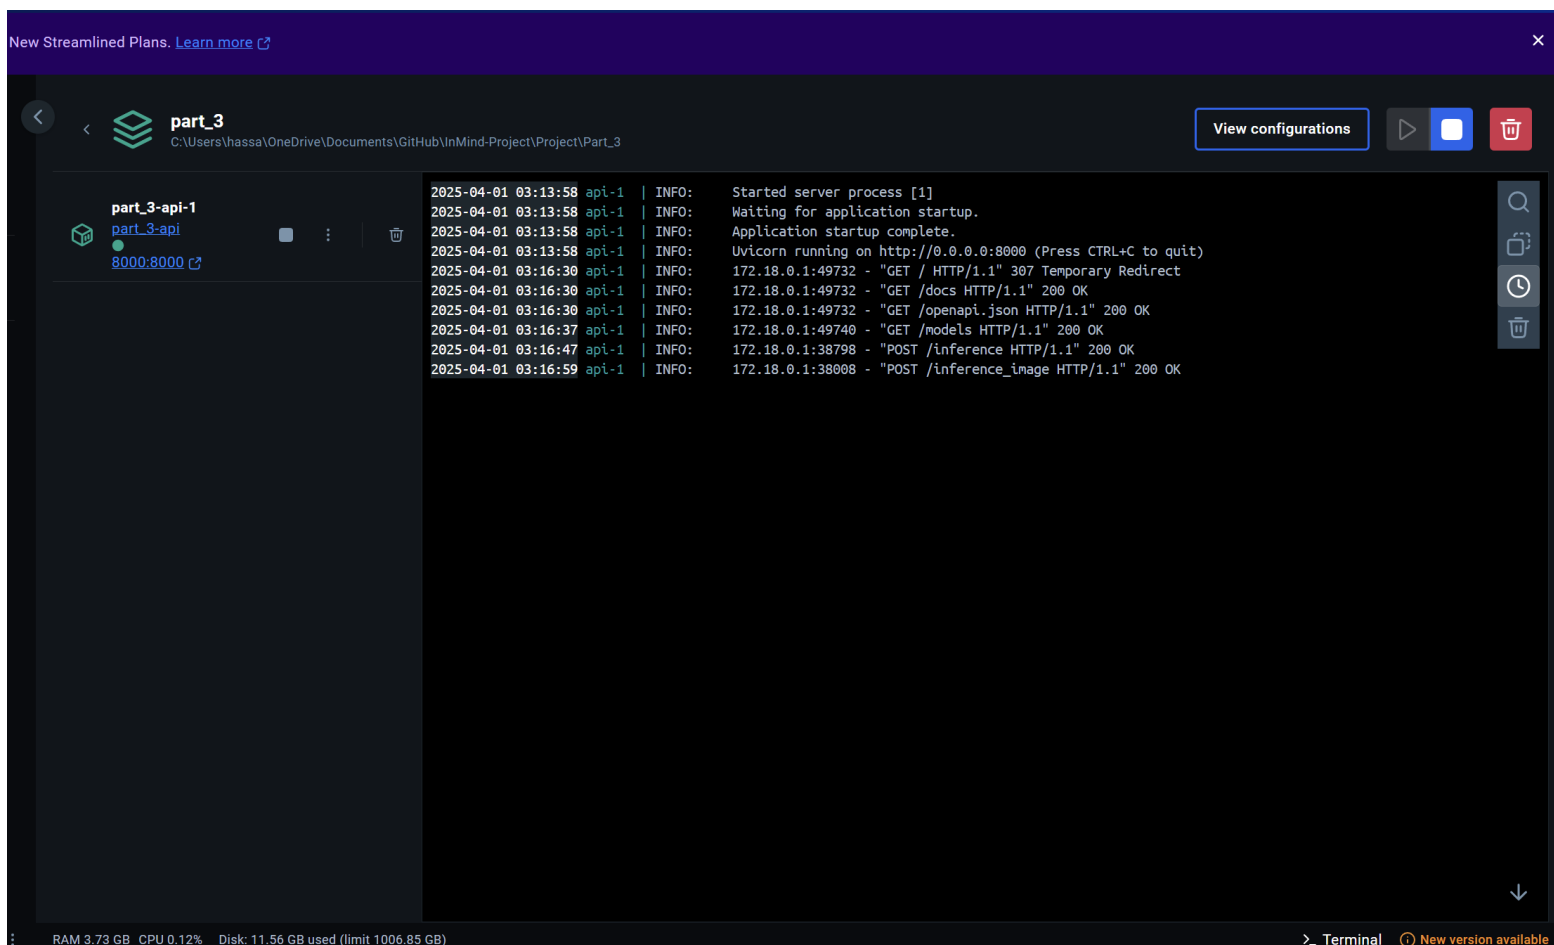 New Streamlined Plans. Learn more
part_3
C:\Users\hassa\OneDrive\Documents\GitHub\InMind-Project\Project\Part_3
View configurations
part_3-api-1
part_3-api
8000:8000
2025-04-01 03:13:58 api-1 | INFO: Started server process [1]
2025-04-01 03:13:58 api-1 | INFO: Waiting for application startup.
2025-04-01 03:13:58 api-1 | INFO: Application startup complete.
2025-04-01 03:13:58 api-1 | INFO: Uvicorn running on http://0.0.0.0:8000 (Press CTRL+C to quit)
2025-04-01 03:16:30 api-1 | INFO: 172.18.0.1:49732 - "GET / HTTP/1.1" 307 Temporary Redirect
2025-04-01 03:16:30 api-1 | INFO: 172.18.0.1:49732 - "GET /docs HTTP/1.1" 200 OK
2025-04-01 03:16:30 api-1 | INFO: 172.18.0.1:49732 - "GET /openapi.json HTTP/1.1" 200 OK
2025-04-01 03:16:37 api-1 | INFO: 172.18.0.1:49740 - "GET /models HTTP/1.1" 200 OK
2025-04-01 03:16:47 api-1 | INFO: 172.18.0.1:38798 - "POST /inference HTTP/1.1" 200 OK
2025-04-01 03:16:59 api-1 | INFO: 172.18.0.1:38008 - "POST /inference_image HTTP/1.1" 200 OK
RAM 3.73 GB CPU 0.12% Disk: 11.56 GB used (limit 1006.85 GB)
Terminal
New version available